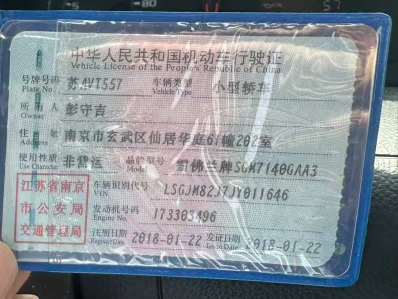 中华人民共和国机动车行驶证
Vehicle License of the People's Republic of China
号牌号码 苏AVT557 车辆类型 小型轿车
Plate No. Vehicle Type
所有人 彭守吉
Owner
住址 南京市玄武区仙居华庭6幢202室
Address
使用性质 非营运 品牌型号 雪佛兰牌SGM7140GAA3
Use Character Model
江苏省南京市公安局交通管理局
车辆识别代号 LSGJM82J7JY011646
VIN
发动机号码 173303496
Engine No.
注册日期 2018-01-22 发证日期 2018-01-22
Register Date Issue Date